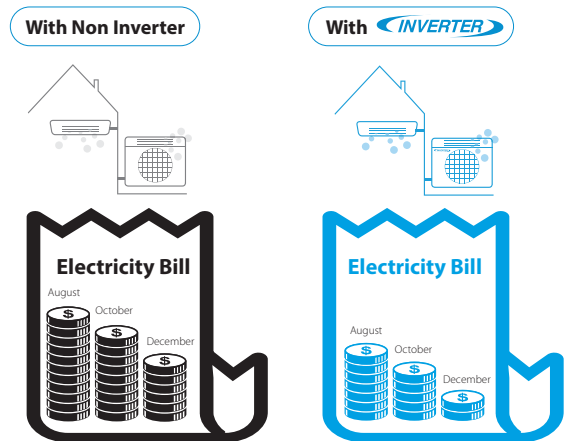 With Non Inverter
With INVERTER
Electricity Bill
August
October
December
$
$
$
Electricity Bill
August
October
December
$
$
$